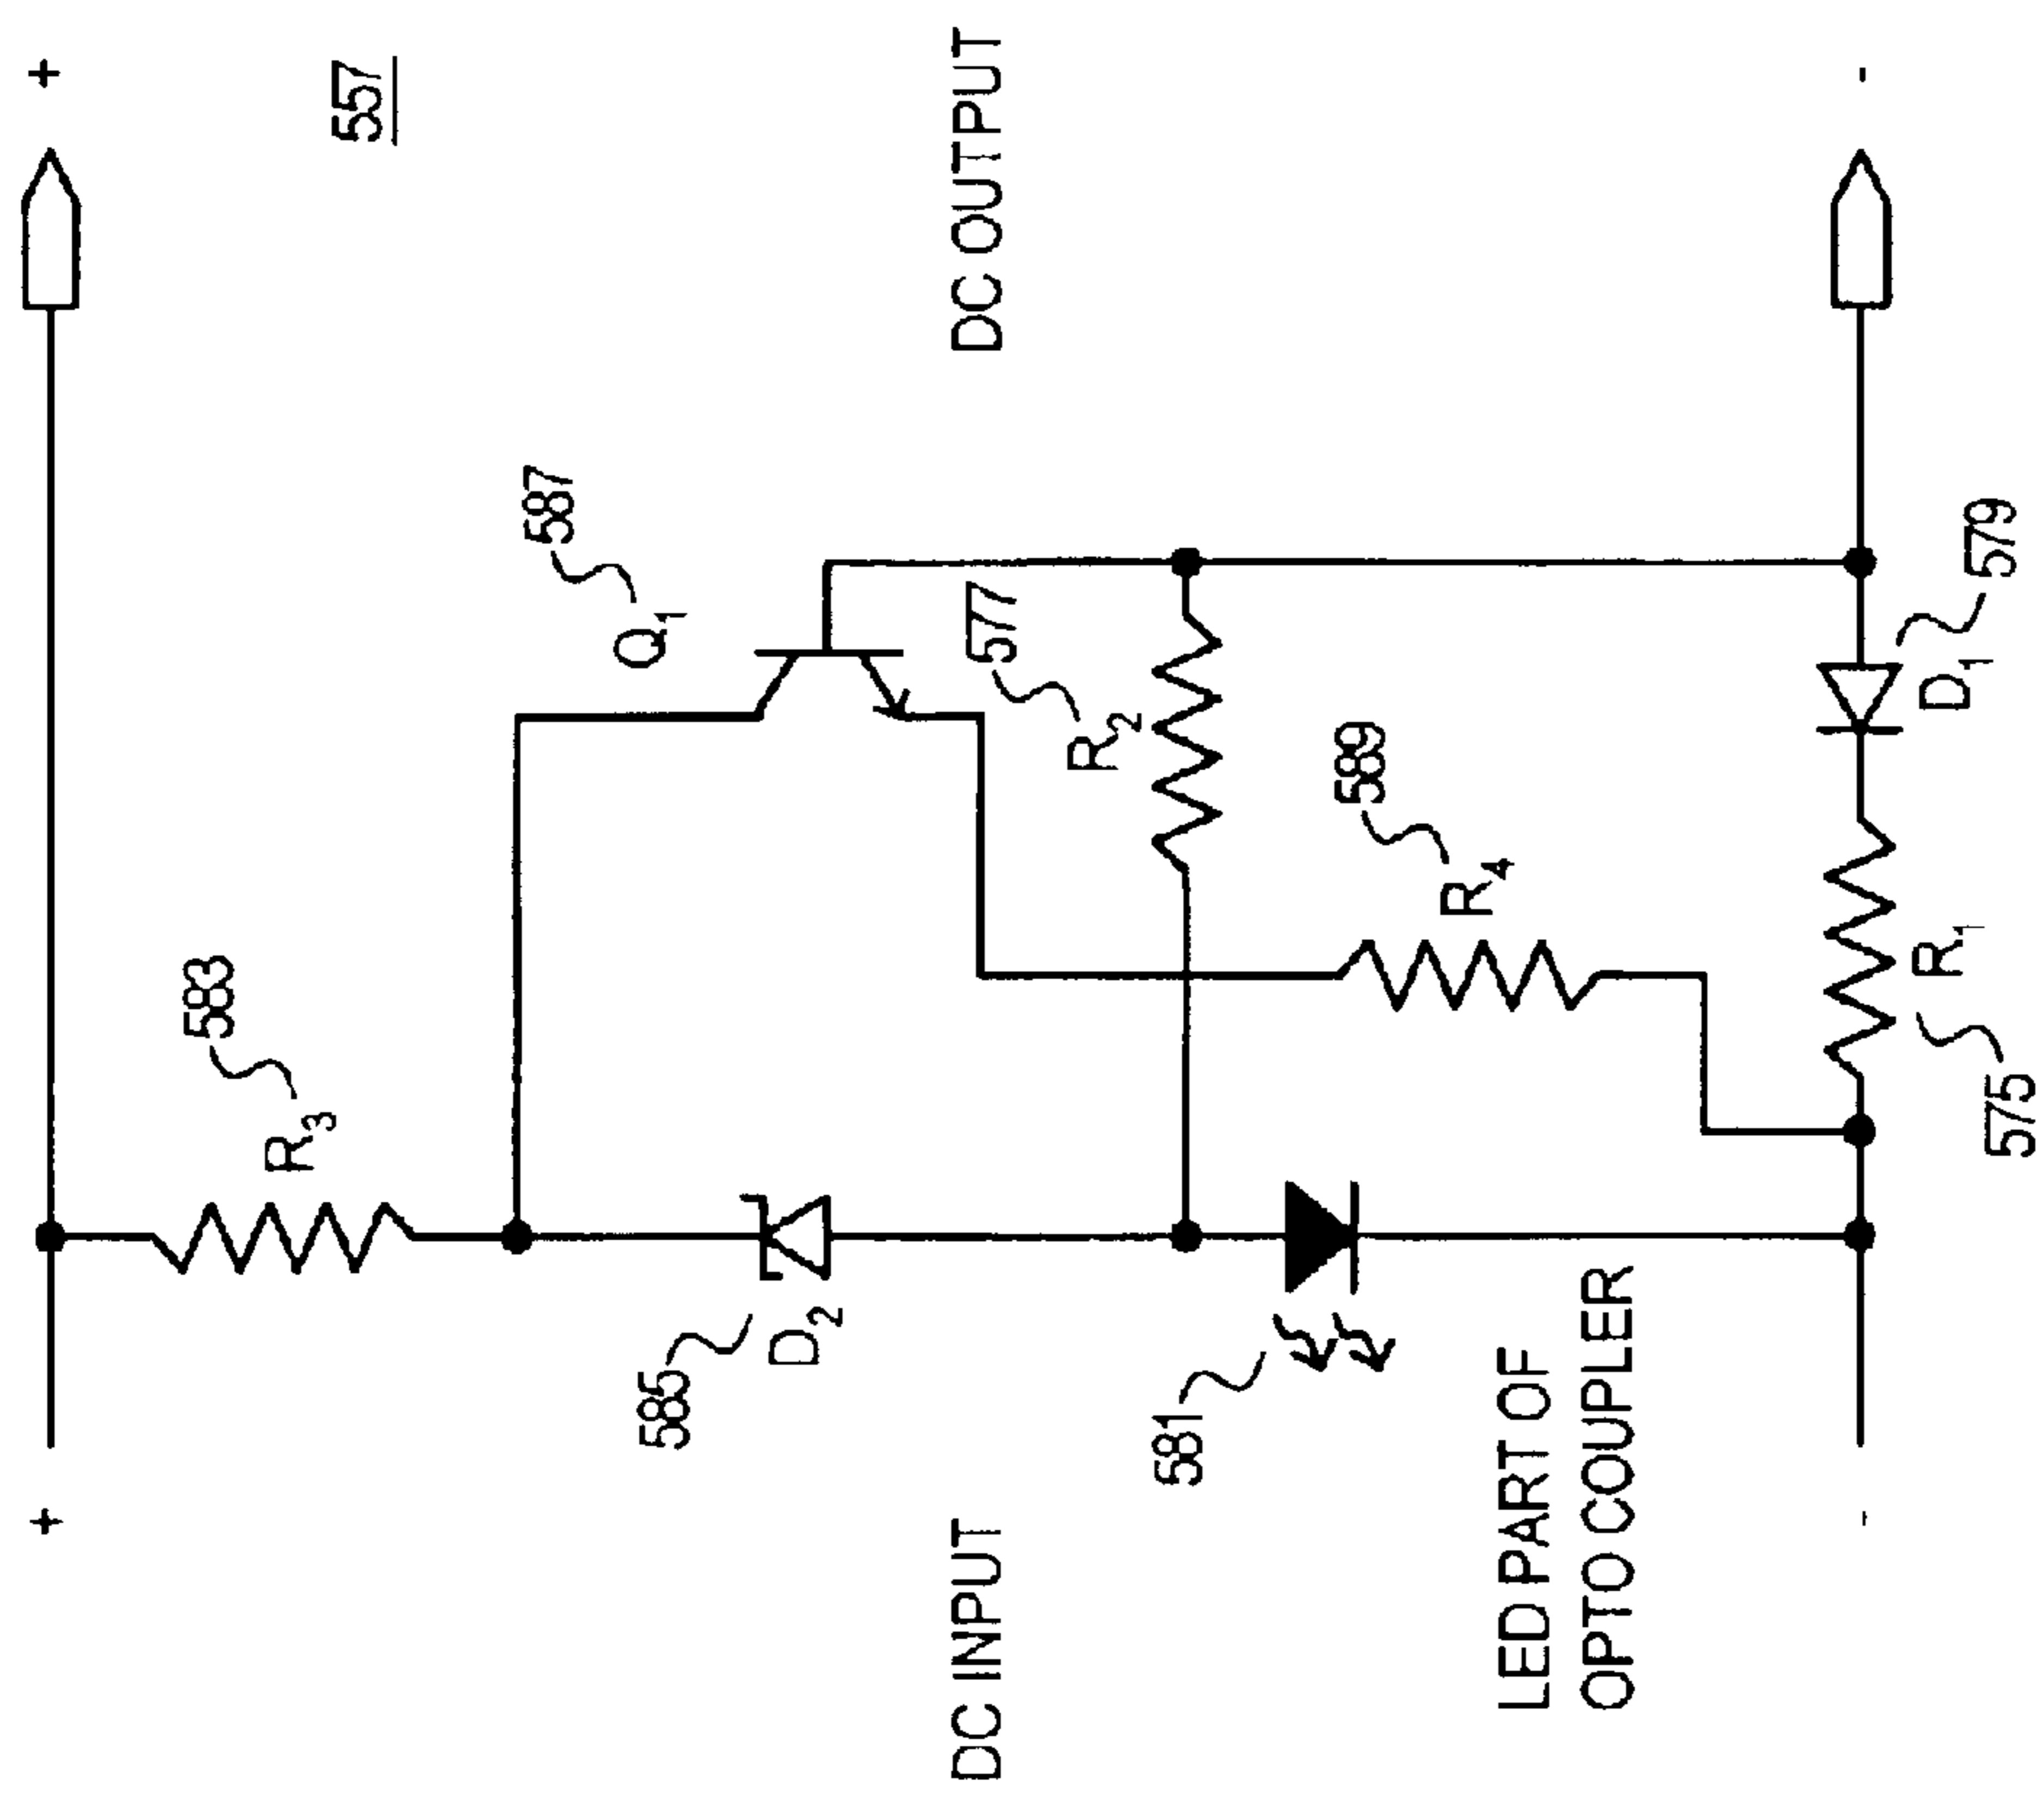 + +
583
R3
557
587
Q1
585
D2
DC INPUT
577
DC OUTPUT
R2
581
589
R4
LED PART OF
OPTO COUPLER
- -
R1
D1
579
575